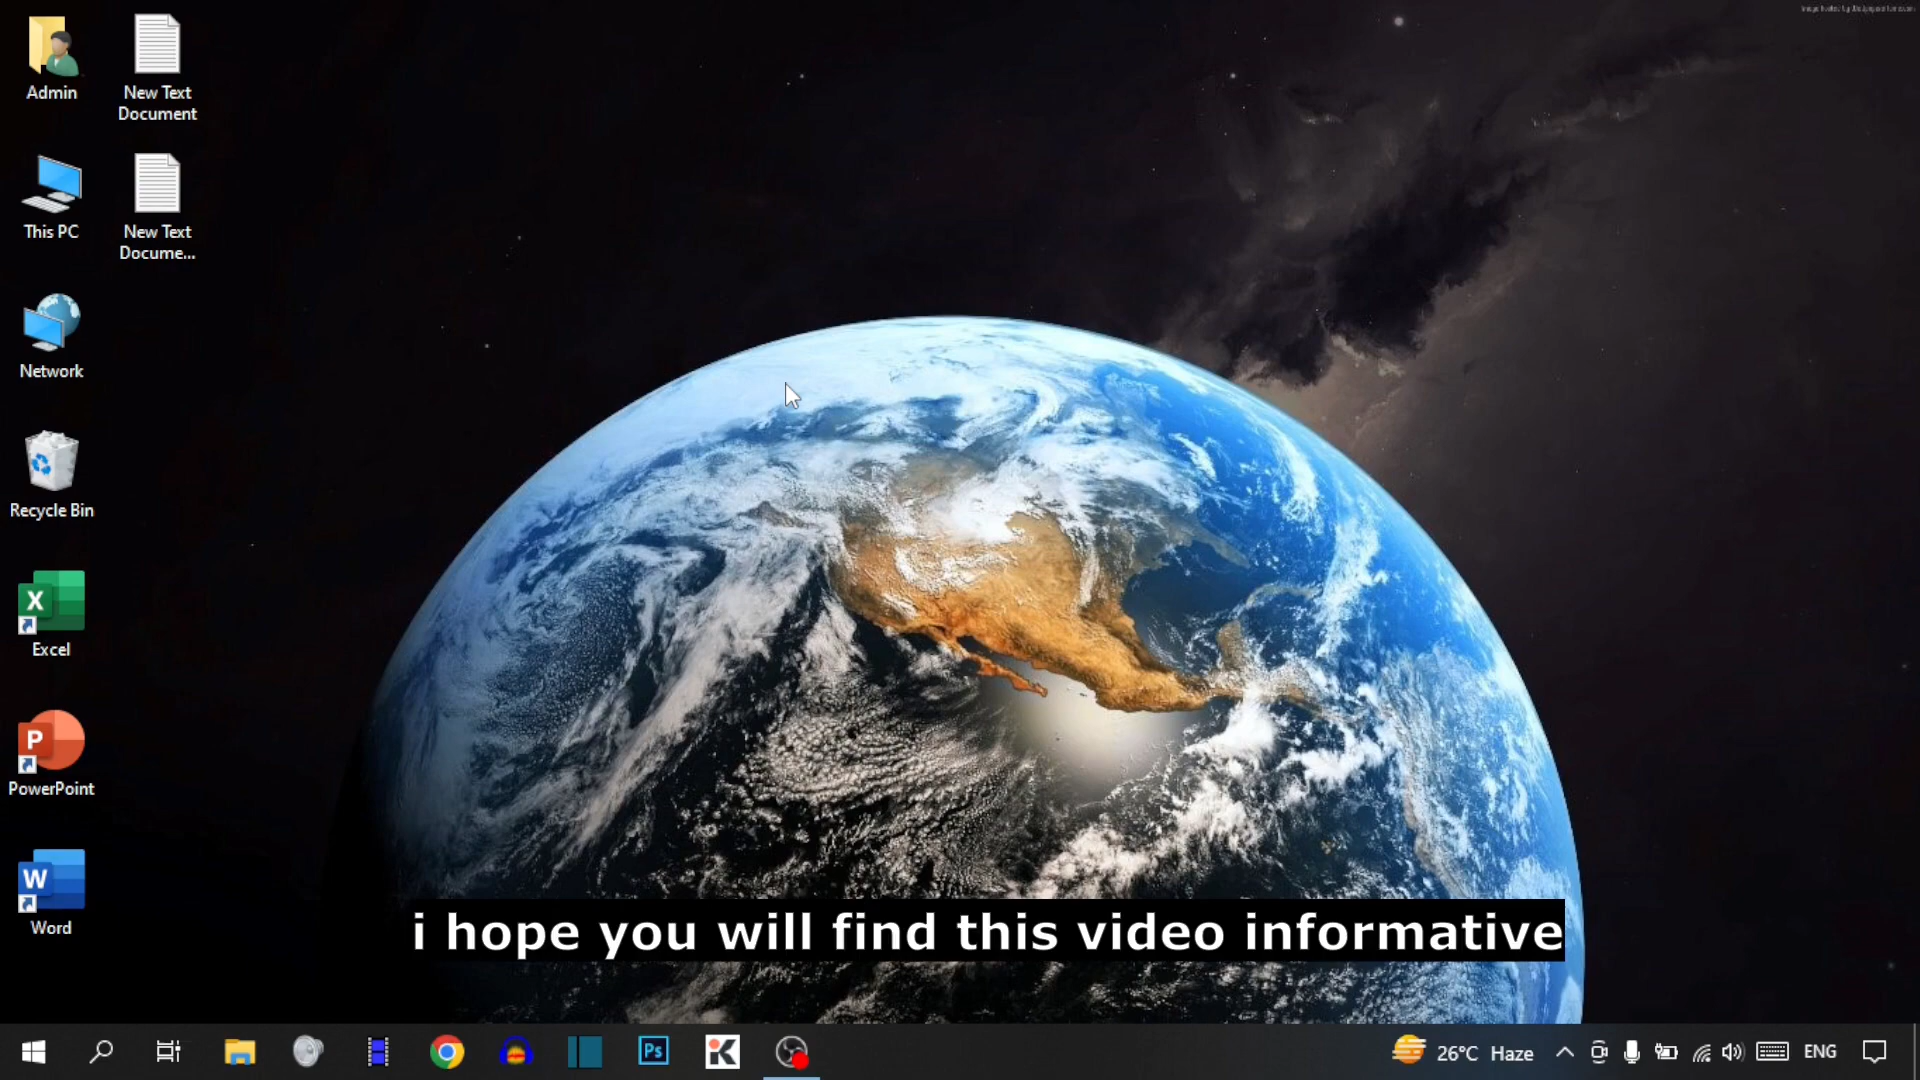 Admin
New Text
Document
This PC
New Text
Docume...
Network
Recycle Bin
X
Excel
P
PowerPoint
W
Word
i hope you will find this video informative
Ps
K
26°C Haze
ENG